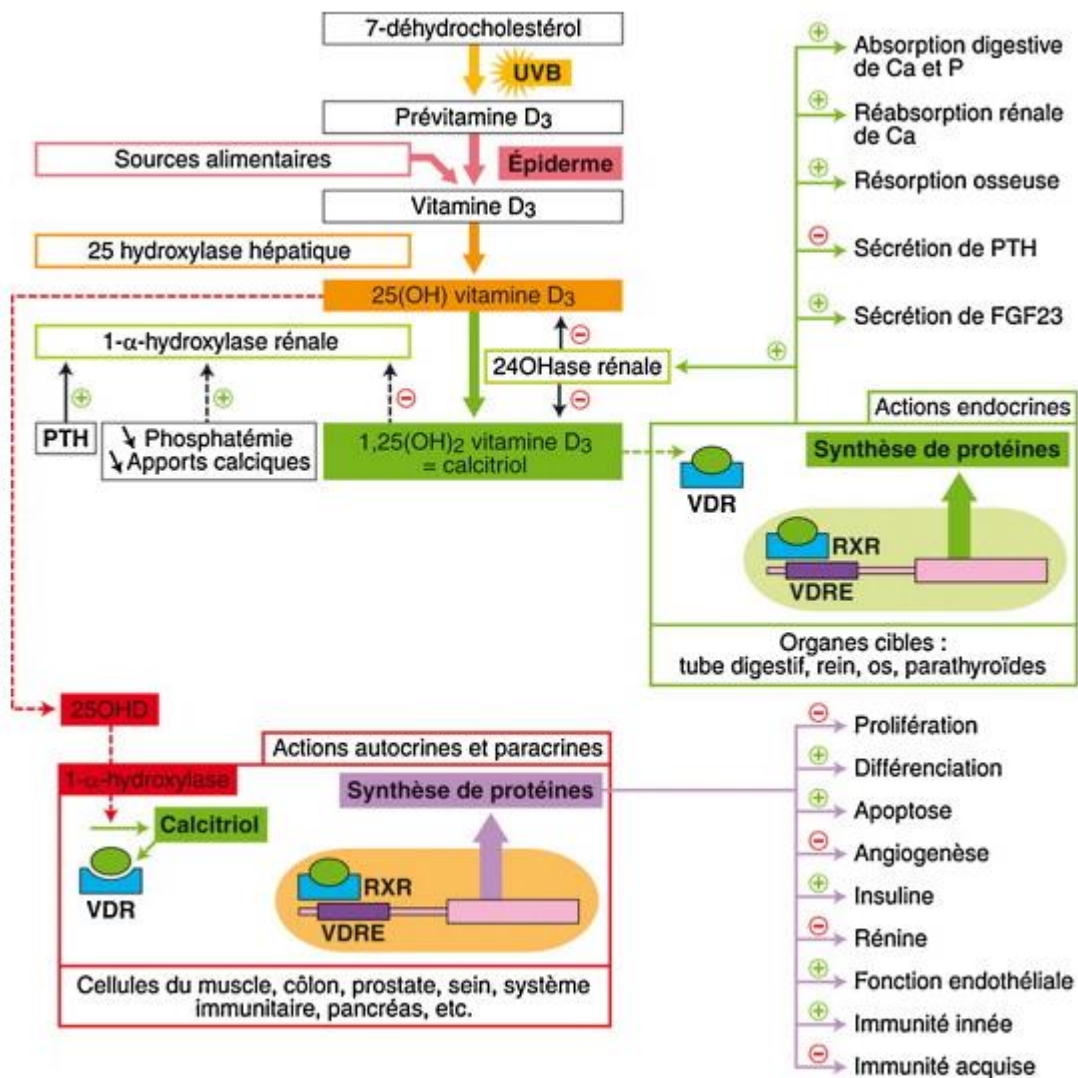 7-déhydrocholestérol
UVB
Prévitamine D3
Sources alimentaires
Épiderme
Vitamine D3
25 hydroxylase hépatique
25(OH) vitamine D3
1-α-hydroxylase rénale
24OHase rénale
PTH
↘ Phosphatémie
↘ Apports calciques
1,25(OH)2 vitamine D3
= calcitriol
+ Absorption digestive
de Ca et P
+ Réabsorption rénale
de Ca
+ Résorption osseuse
− Sécrétion de PTH
+ Sécrétion de FGF23
+
+
−
−
−
+
Actions endocrines
Synthèse de protéines
VDR
RXR
VDRE
Organes cibles :
tube digestif, rein, os, parathyroïdes
25OHD
1-α-hydroxylase
Actions autocrines et paracrines
Synthèse de protéines
Calcitriol
VDR
RXR
VDRE
Cellules du muscle, côlon, prostate, sein, système
immunitaire, pancréas, etc.
− Prolifération
+ Différenciation
+ Apoptose
− Angiogenèse
+ Insuline
− Rénine
+ Fonction endothéliale
+ Immunité innée
− Immunité acquise